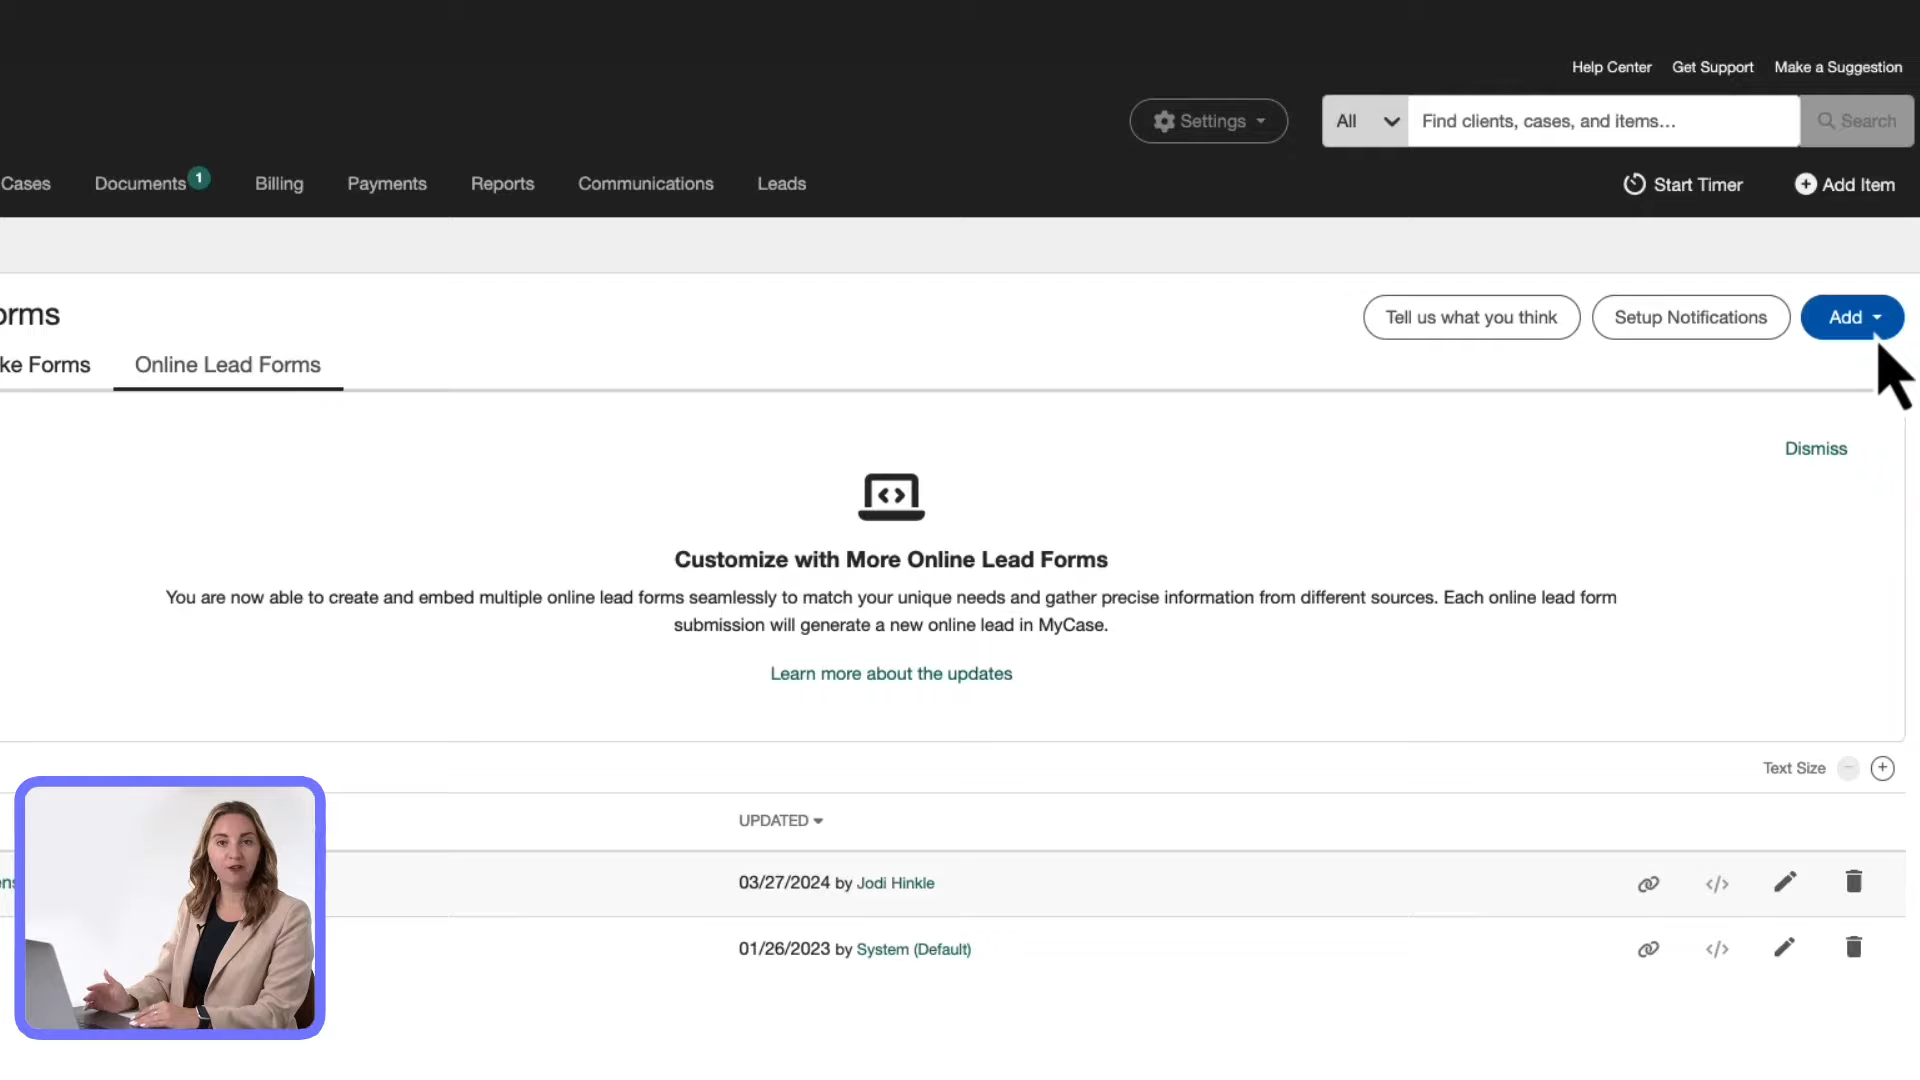 Help Center Get Support Make a Suggestion
Settings All Find clients, cases, and items... Search
Cases Documents 1 Billing Payments Reports Communications Leads Start Timer Add Item
orms
Tell us what you think Setup Notifications Add
ke Forms Online Lead Forms
Dismiss
Customize with More Online Lead Forms
You are now able to create and embed multiple online lead forms seamlessly to match your unique needs and gather precise information from different sources. Each online lead form
submission will generate a new online lead in MyCase.
Learn more about the updates
Text Size
UPDATED
03/27/2024 by Jodi Hinkle
01/26/2023 by System (Default)